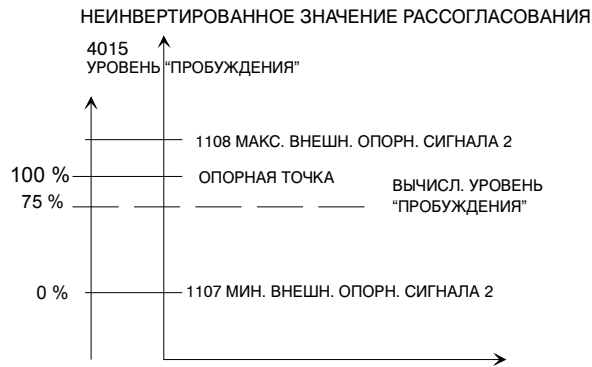 НЕИНВЕРТИРОВАННОЕ ЗНАЧЕНИЕ РАССОГЛАСОВАНИЯ
4015
УРОВЕНЬ “ПРОБУЖДЕНИЯ”
1108 МАКС. ВНЕШН. ОПОРН. СИГНАЛА 2
100 %
ОПОРНАЯ ТОЧКА
75 %
ВЫЧИСЛ. УРОВЕНЬ
“ПРОБУЖДЕНИЯ”
0 %
1107 МИН. ВНЕШН. ОПОРН. СИГНАЛА 2